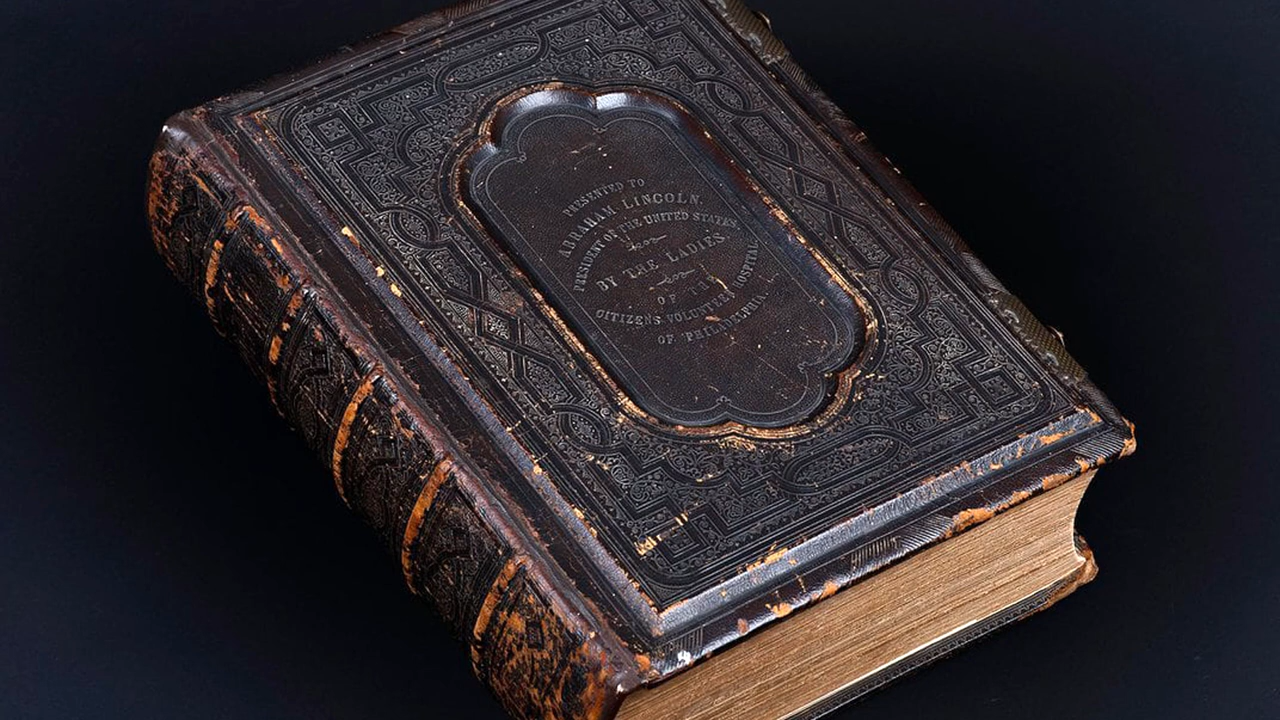 PRESENTED TO
ABRAHAM LINCOLN,
PRESIDENT OF THE UNITED STATES,
BY THE LADIES
OF THE
CITIZENS VOLUNTEER HOSPITAL
OF PHILADELPHIA.